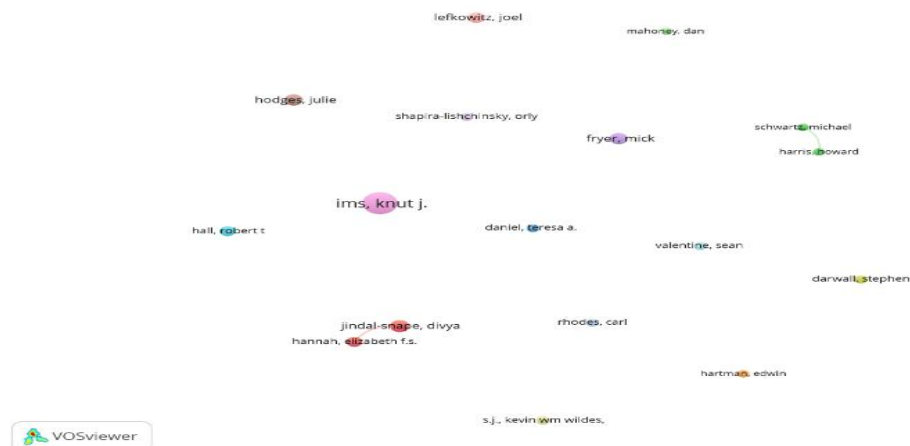 lefkowitz, joel
mahoney, dan
hodges, julie
shapira-lishchinsky, orly
schwartz, michael
fryer, mick
harris, howard
ims, knut j.
hall, robert t
daniel, teresa a.
valentine, sean
darwall, stephen
jindal-snape, divya
rhodes, carl
hannah, elizabeth f.s.
hartman, edwin
s.j., kevin wm wildes,
VOSviewer